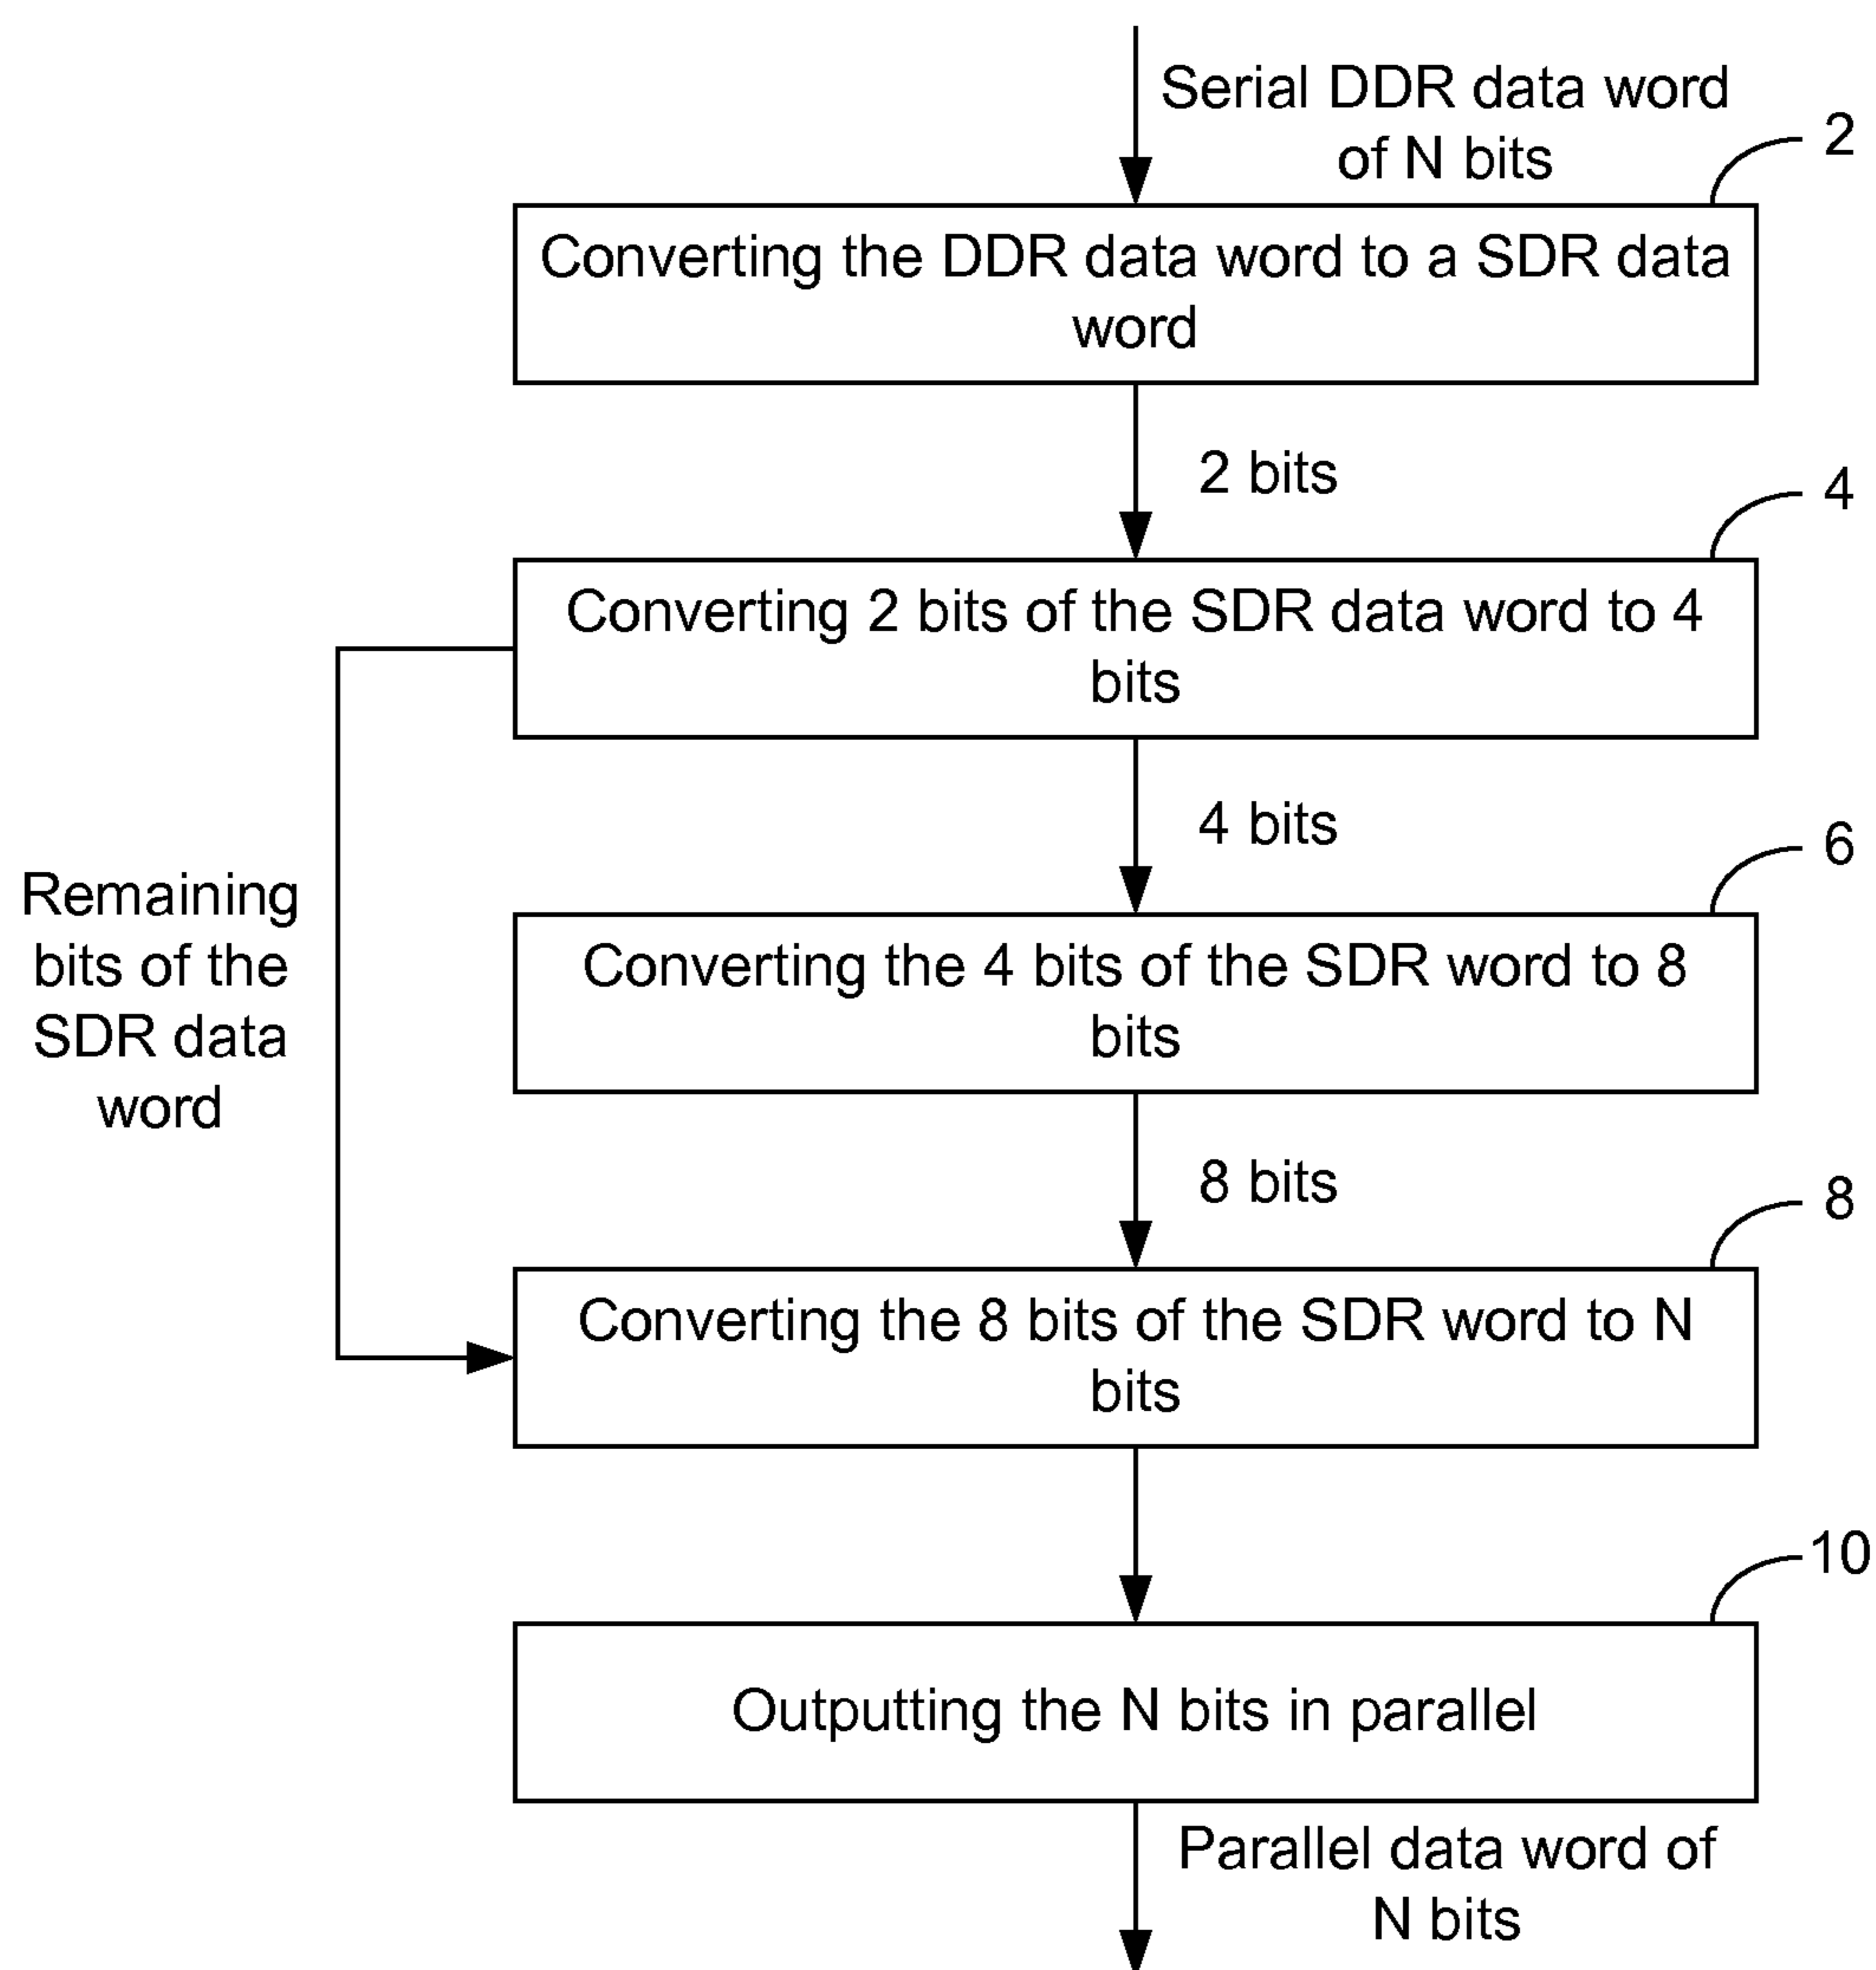 Serial DDR data word
of N bits
2
Converting the DDR data word to a SDR data
word
2 bits
4
Converting 2 bits of the SDR data word to 4
bits
4 bits
6
Remaining
bits of the
SDR data
word
Converting the 4 bits of the SDR word to 8
bits
8 bits
8
Converting the 8 bits of the SDR word to N
bits
10
Outputting the N bits in parallel
Parallel data word of
N bits